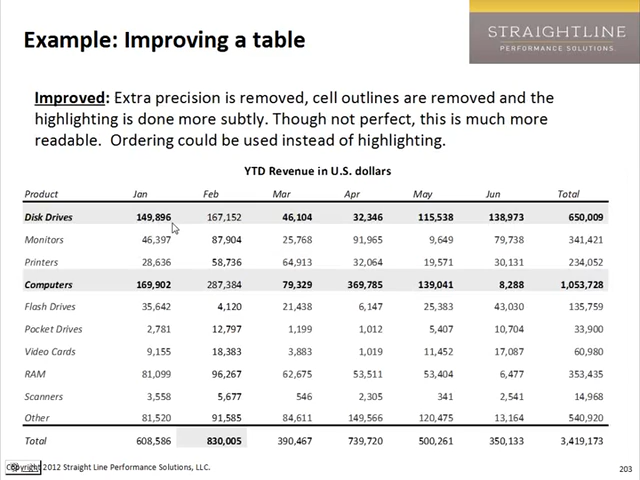 Example: Improving a table
STRAIGHTLINE
PERFORMANCE SOLUTIONS.
Improved: Extra precision is removed, cell outlines are removed and the
highlighting is done more subtly. Though not perfect, this is much more
readable. Ordering could be used instead of highlighting.
YTD Revenue in U.S. dollars
Product Jan Feb Mar Apr May Jun Total
Disk Drives 149,896 167,152 46,104 32,346 115,538 138,973 650,009
Monitors 46,397 87,904 25,768 91,965 9,649 79,738 341,421
Printers 28,636 58,736 64,913 32,064 19,571 30,131 234,052
Computers 169,902 287,384 79,329 369,785 139,041 8,288 1,053,728
Flash Drives 35,642 4,120 21,438 6,147 25,383 43,030 135,759
Pocket Drives 2,781 12,797 1,199 1,012 5,407 10,704 33,900
Video Cards 9,155 18,383 3,883 1,019 11,452 17,087 60,980
RAM 81,099 96,267 62,675 53,511 53,404 6,477 353,435
Scanners 3,558 5,677 546 2,305 341 2,541 14,968
Other 81,520 91,585 84,611 149,566 120,475 13,164 540,920
Total 608,586 830,005 390,467 739,720 500,261 350,133 3,419,173
Copyright 2012 Straight Line Performance Solutions, LLC.
203